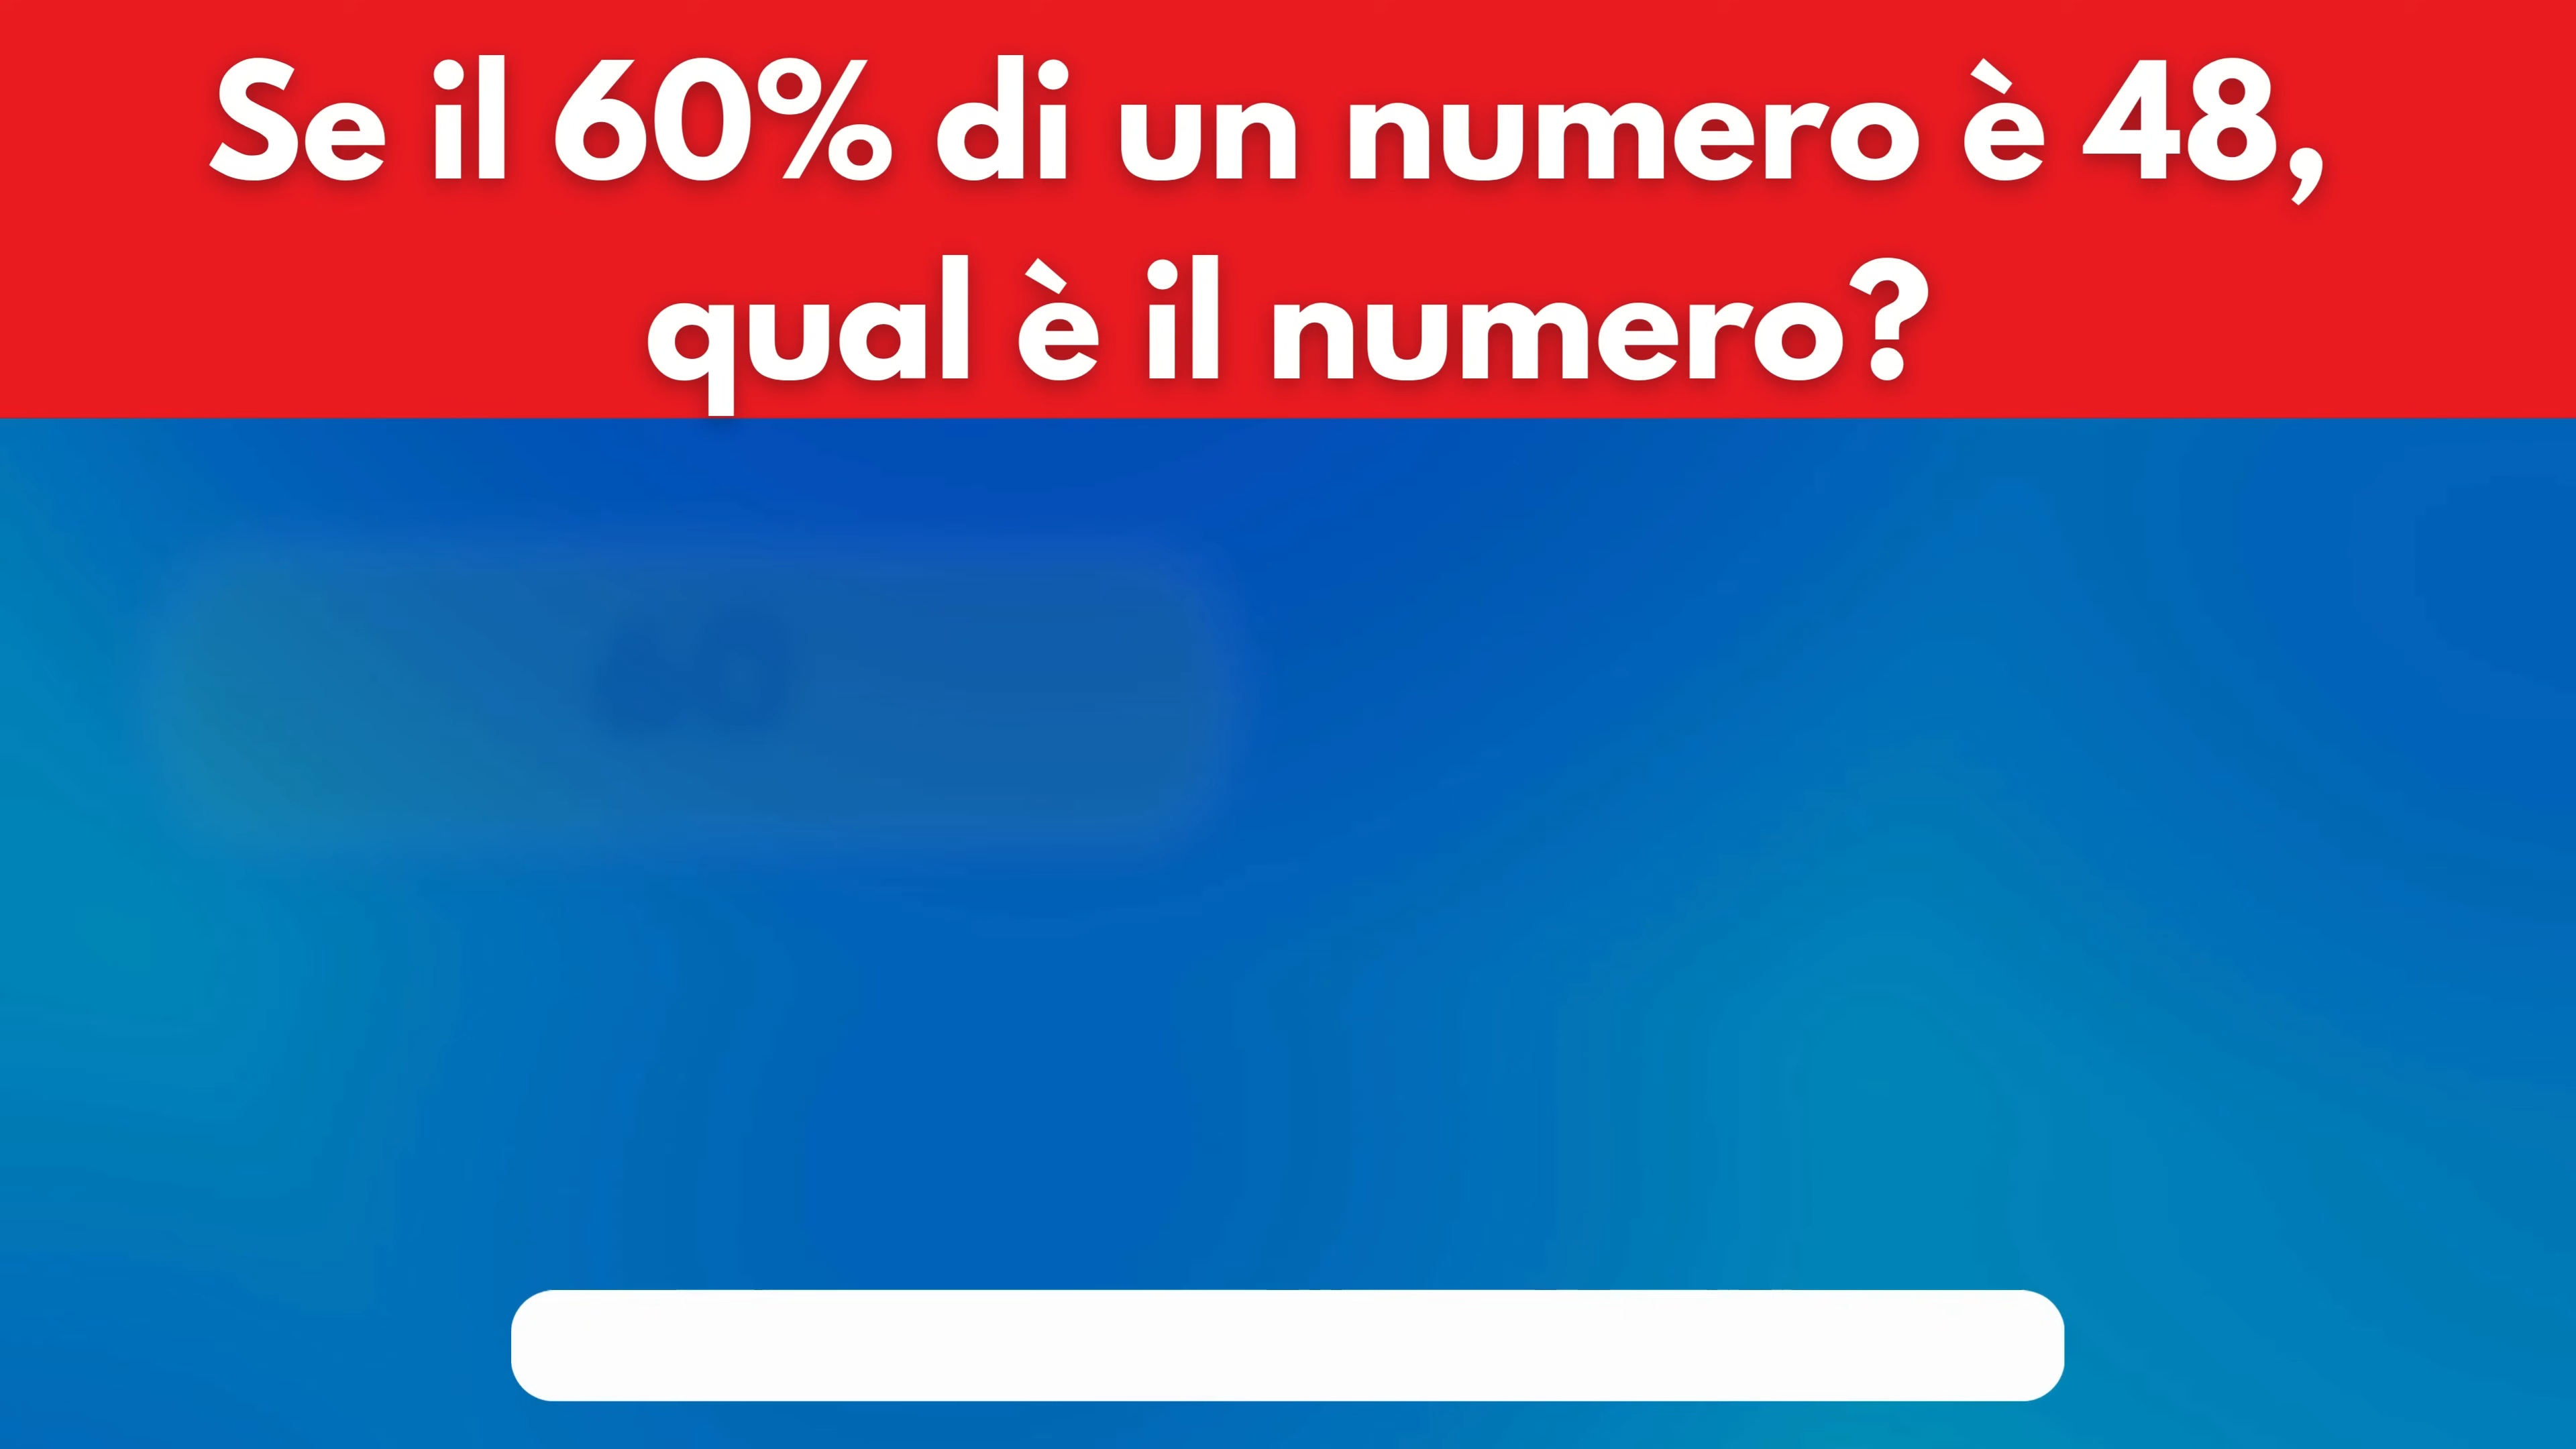 Se il 60% di un numero è 48,
qual è il numero?